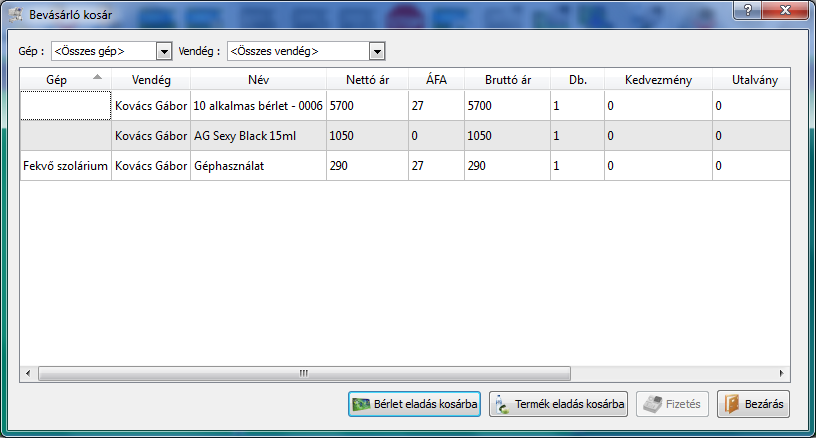 Bevásárló kosár
Gép : <Összes gép> Vendég : <Összes vendég>
Gép Vendég Név Nettó ár ÁFA Bruttó ár Db. Kedvezmény Utalvány
Kovács Gábor 10 alkalmas bérlet - 0006 5700 27 5700 1 0 0
Kovács Gábor AG Sexy Black 15ml 1050 0 1050 1 0 0
Fekvő szolárium Kovács Gábor Géphasználat 290 27 290 1 0 0
Bérlet eladás kosárba Termék eladás kosárba Fizetés Bezárás